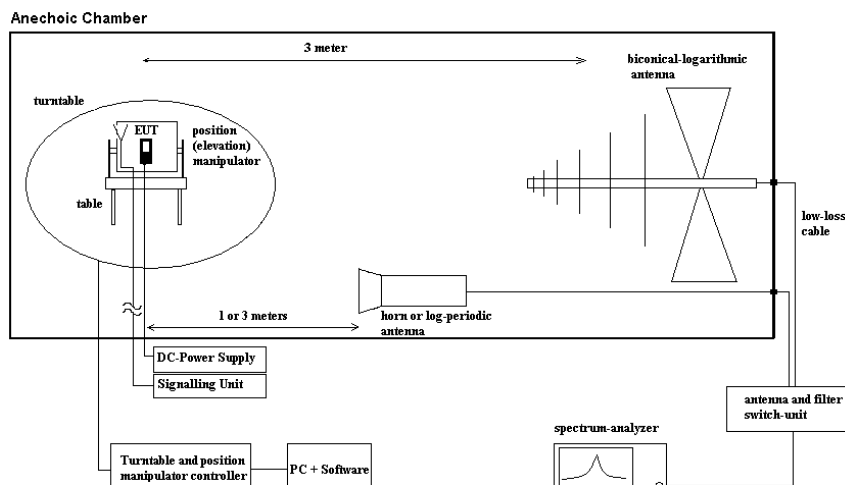 Anechoic Chamber
3 meter
biconical-logarithmic
antenna
turntable
EUT
position
(elevation)
manipulator
table
low-loss
cable
1 or 3 meters
horn or log-periodic
antenna
DC-Power Supply
Signalling Unit
antenna and filter
switch-unit
spectrum-analyzer
Turntable and position
manipulator controller
PC + Software